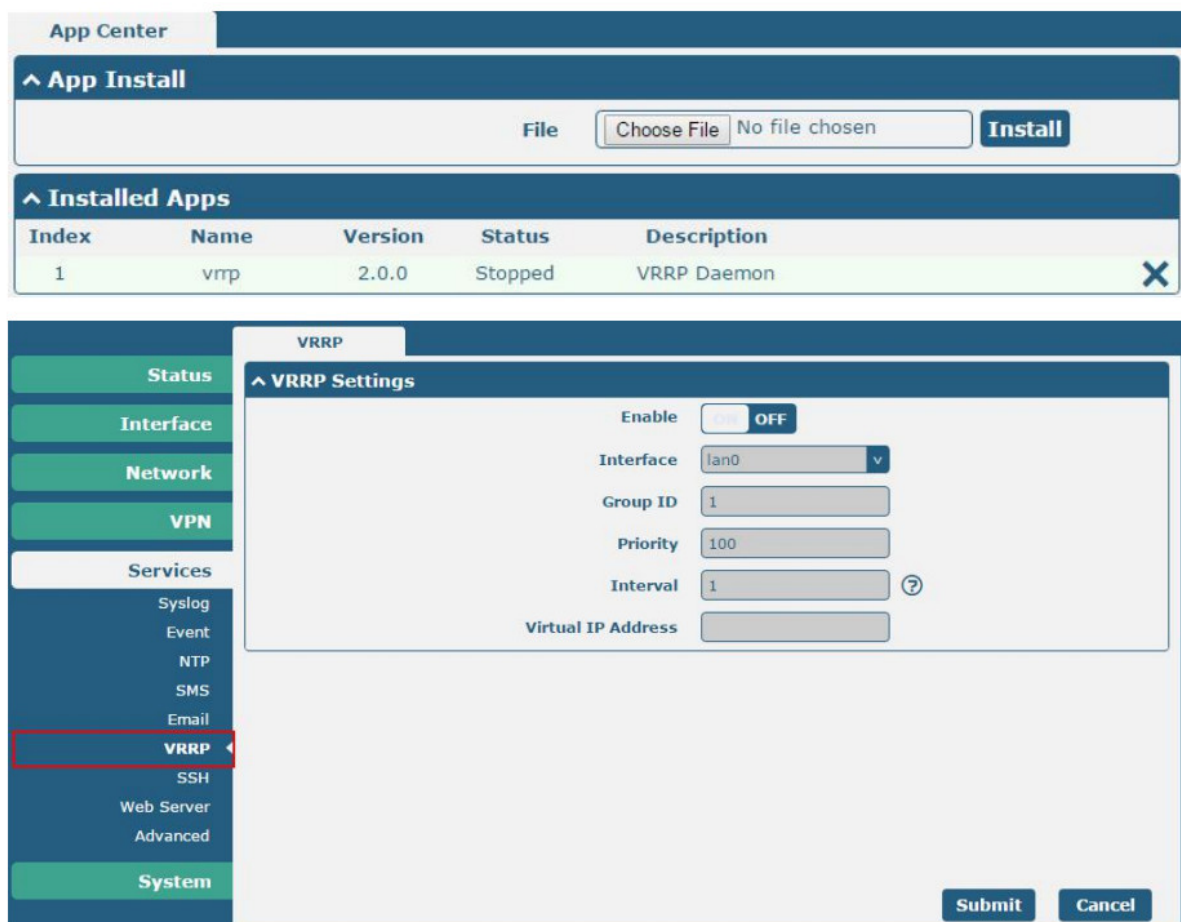 App Center
^ App Install
File Choose File No file chosen Install
^ Installed Apps
Index Name Version Status Description
1 vrrp 2.0.0 Stopped VRRP Daemon X
VRRP
Status
^ VRRP Settings
Enable ON OFF
Interface
Interface lan0 v
Network
Group ID 1
VPN
Priority 100
Services
Interval 1 ?
Syslog
Virtual IP Address
Event
NTP
SMS
Email
VRRP
SSH
Web Server
Advanced
System
Submit Cancel